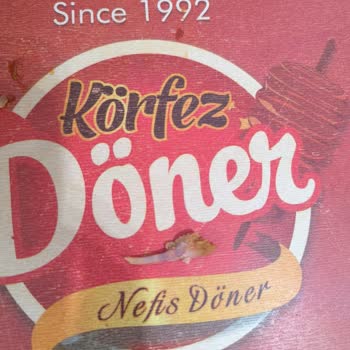 Since 1992
Körfez
Döner
Nefis Döner